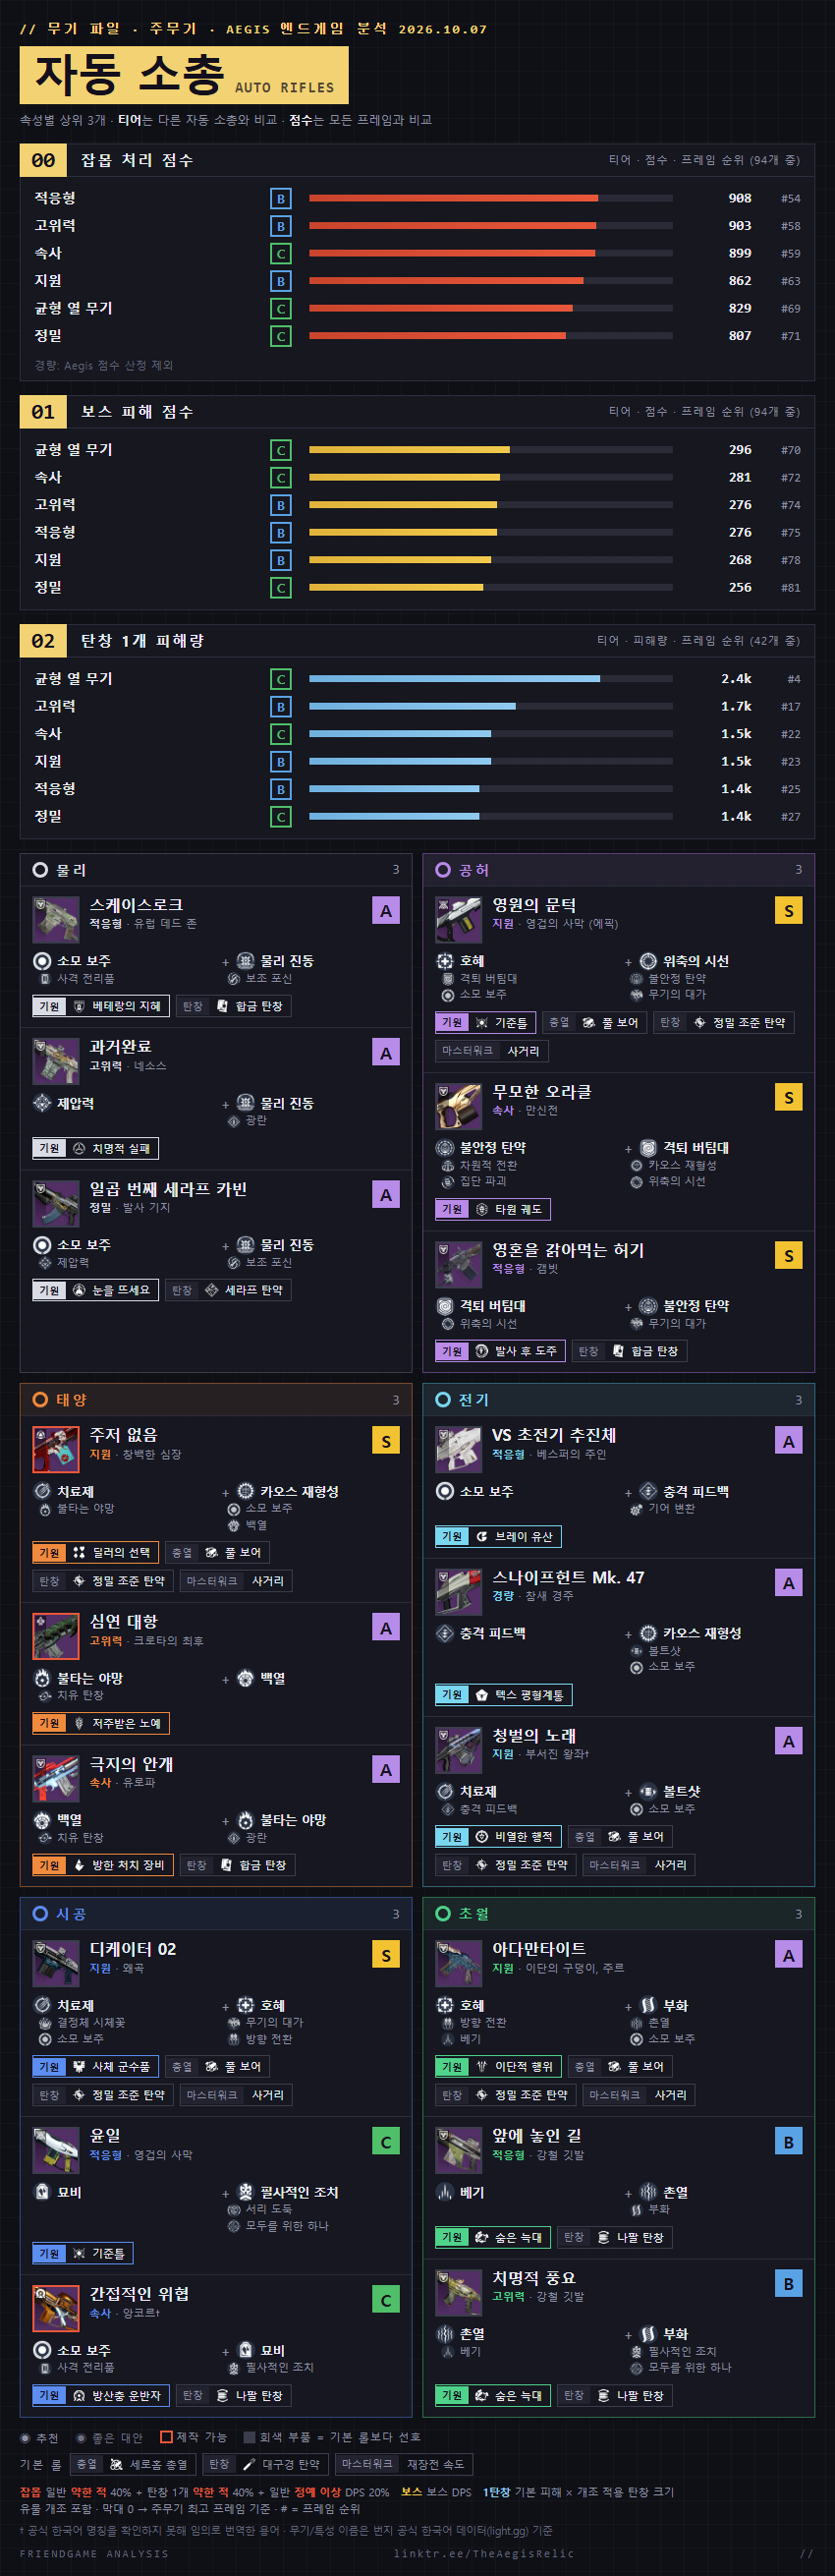 // 무기 파일 · 주무기 · AEGIS 엔드게임 분석 2026.10.07
자동 소총 AUTO RIFLES
속성별 상위 3개 · 티어는 다른 자동 소총와 비교 · 점수는 모든 프레임과 비교
00 잡몹 처리 점수 티어 · 점수 · 프레임 순위 (94개 중)
적응형 B 908 #54
고위력 B 903 #58
속사 C 899 #59
지원 B 862 #63
균형 열 무기 C 829 #69
정밀 C 807 #71
경량: Aegis 점수 산정 제외
01 보스 피해 점수 티어 · 점수 · 프레임 순위 (94개 중)
균형 열 무기 C 296 #70
속사 C 281 #72
고위력 B 276 #74
적응형 B 276 #75
지원 B 268 #78
정밀 C 256 #81
02 탄창 1개 피해량 티어 · 피해량 · 프레임 순위 (42개 중)
균형 열 무기 C 2.4k #4
고위력 B 1.7k #17
속사 C 1.5k #22
지원 B 1.5k #23
적응형 B 1.4k #25
정밀 C 1.4k #27
물리 3
스케이스로크 A
적응형 · 유럽 데드 존
소모 보주 + 물리 진동
사격 전리품 보조 포신
기원 베테랑의 지혜 탄창 합금 탄창
과거완료 A
고위력 · 네소스
제압력 + 물리 진동
광란
기원 치명적 실패
일곱 번째 세라프 카빈 A
정밀 · 발사 기지
소모 보주 + 물리 진동
제압력 보조 포신
기원 눈을 뜨세요 탄창 세라프 탄약
공허 3
영원의 문턱 S
지원 · 영겁의 사막 (에픽)
호혜 + 위축의 시선
격퇴 버팀대 불안정 탄약
소모 보주 무기의 대가
기원 기준틀 총열 풀 보어 탄창 정밀 조준 탄약
마스터워크 사거리
무모한 오라클 S
속사 · 만신전
불안정 탄약 + 격퇴 버팀대
차원적 전환 카오스 재형성
집단 파괴 위축의 시선
기원 타원 궤도
영혼을 갉아먹는 허기 S
적응형 · 갬빗
격퇴 버팀대 + 불안정 탄약
위축의 시선 무기의 대가
기원 발사 후 도주 탄창 합금 탄창
태양 3
주저 없음 S
지원 · 창백한 심장
치료제 + 카오스 재형성
불타는 야망 소모 보주
백열
기원 딜러의 선택 총열 풀 보어
탄창 정밀 조준 탄약 마스터워크 사거리
심연 대항 A
고위력 · 크로타의 최후
불타는 야망 + 백열
치유 탄창
기원 저주받은 노예
극지의 안개 A
속사 · 유로파
백열 + 불타는 야망
치유 탄창 광란
기원 방한 처치 장비 탄창 합금 탄창
전기 3
VS 초전기 추진체 A
적응형 · 베스퍼의 주인
소모 보주 + 충격 피드백
기어 변환
기원 브레이 유산
스나이프헌트 Mk. 47 A
경량 · 참새 경주
충격 피드백 + 카오스 재형성
볼트샷
소모 보주
기원 텍스 평형계통
청벌의 노래 A
지원 · 부서진 왕좌†
치료제 + 볼트샷
충격 피드백 소모 보주
기원 비열한 행적 총열 풀 보어
탄창 정밀 조준 탄약 마스터워크 사거리
시공 3
디케이터 02 S
지원 · 왜곡
치료제 + 호혜
결정체 시체꽃 무기의 대가
소모 보주 방향 전환
기원 사체 군수품 총열 풀 보어
탄창 정밀 조준 탄약 마스터워크 사거리
윤일 C
적응형 · 영겁의 사막
묘비 + 필사적인 조치
서리 도둑
모두를 위한 하나
기원 기준틀
간접적인 위협 C
속사 · 앙코르†
소모 보주 + 묘비
사격 전리품 필사적인 조치
기원 방산충 운반자 탄창 나팔 탄창
초월 3
아다만타이트 A
지원 · 이단의 구덩이, 주르
호혜 + 부화
방향 전환 촌열
베기 소모 보주
기원 이단적 행위 총열 풀 보어
탄창 정밀 조준 탄약 마스터워크 사거리
앞에 놓인 길 B
적응형 · 강철 깃발
베기 + 촌열
부화
기원 숨은 늑대 탄창 나팔 탄창
치명적 풍요 B
고위력 · 강철 깃발
촌열 + 부화
베기 필사적인 조치
모두를 위한 하나
기원 숨은 늑대 탄창 나팔 탄창
추천 좋은 대안 제작 가능 회색 부품 = 기본 롤보다 선호
기본 롤 총열 세로홈 총열 탄창 대구경 탄약 마스터워크 재장전 속도
잡몹 일반 약한 적 40% + 탄창 1개 약한 적 40% + 일반 정예 이상 DPS 20% 보스 보스 DPS 1탄창 기본 피해 × 개조 적용 탄창 크기
유물 개조 포함 · 막대 0 → 주무기 최고 프레임 기준 · # = 프레임 순위
† 공식 한국어 명칭을 확인하지 못해 임의로 번역한 용어 · 무기/특성 이름은 번지 공식 한국어 데이터(light.gg) 기준
FRIENDGAME ANALYSIS linktr.ee/TheAegisRelic //